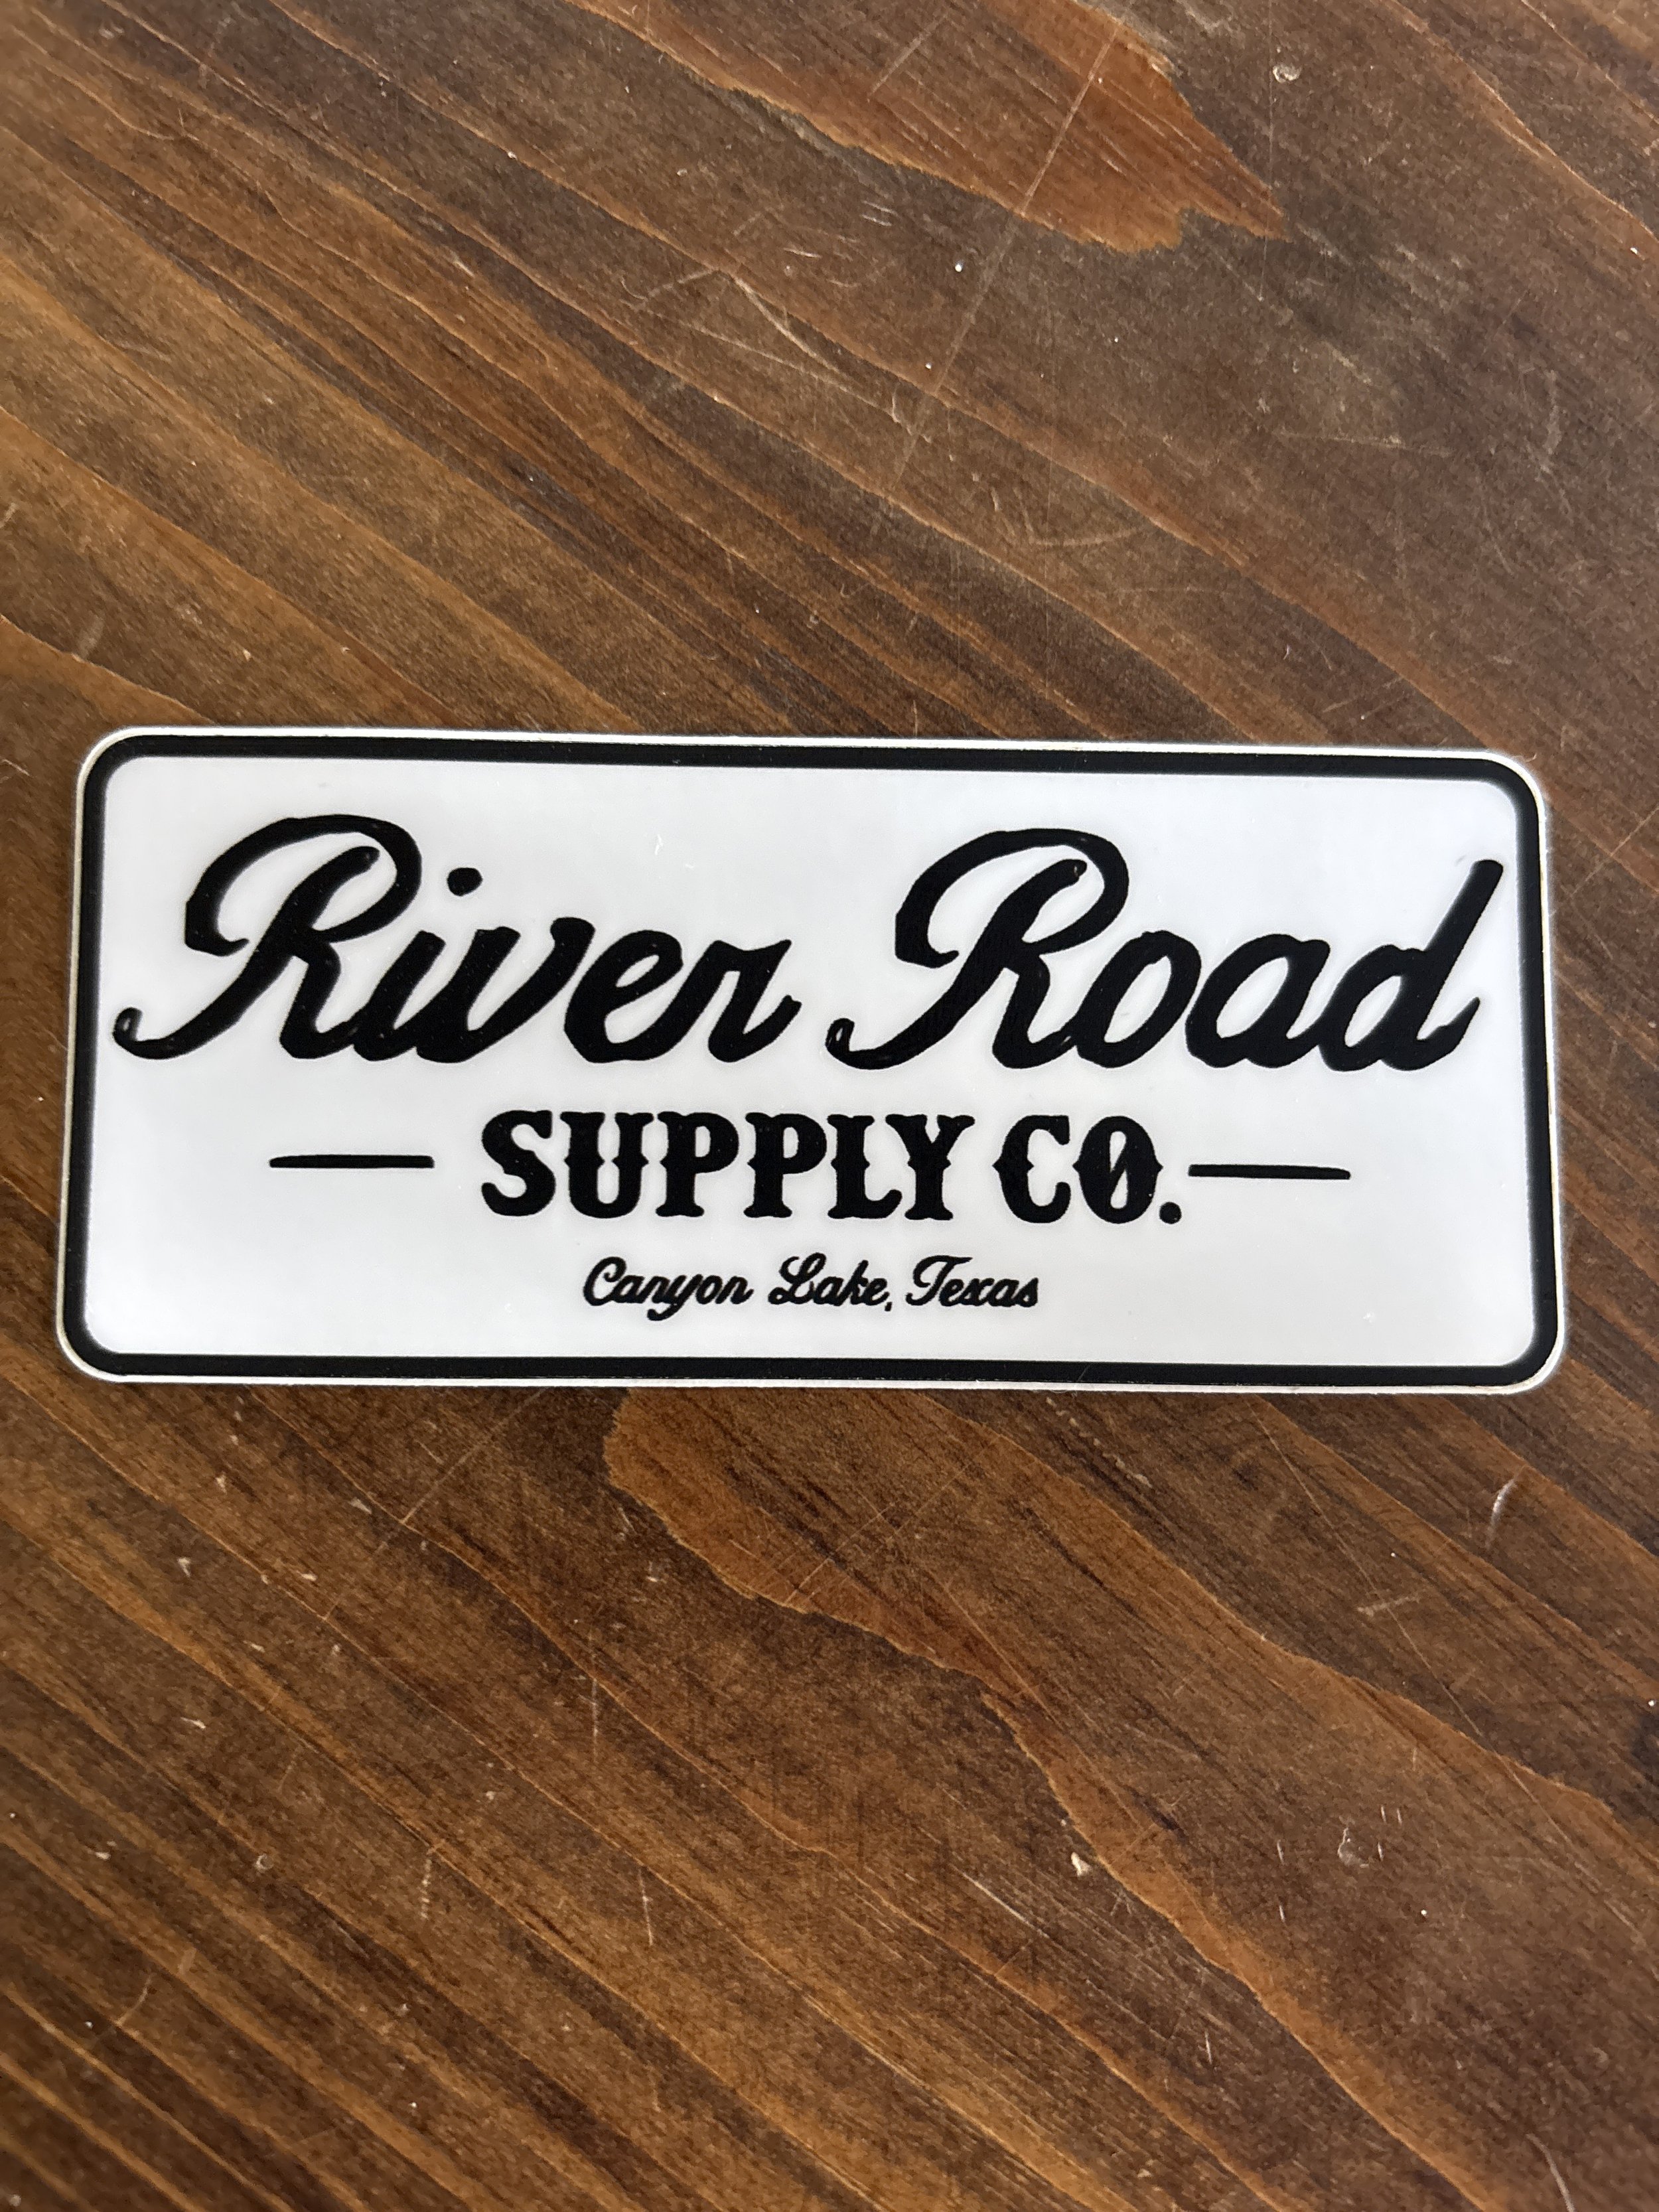 River Road
SUPPLY CO.
Canyon Lake, Texas